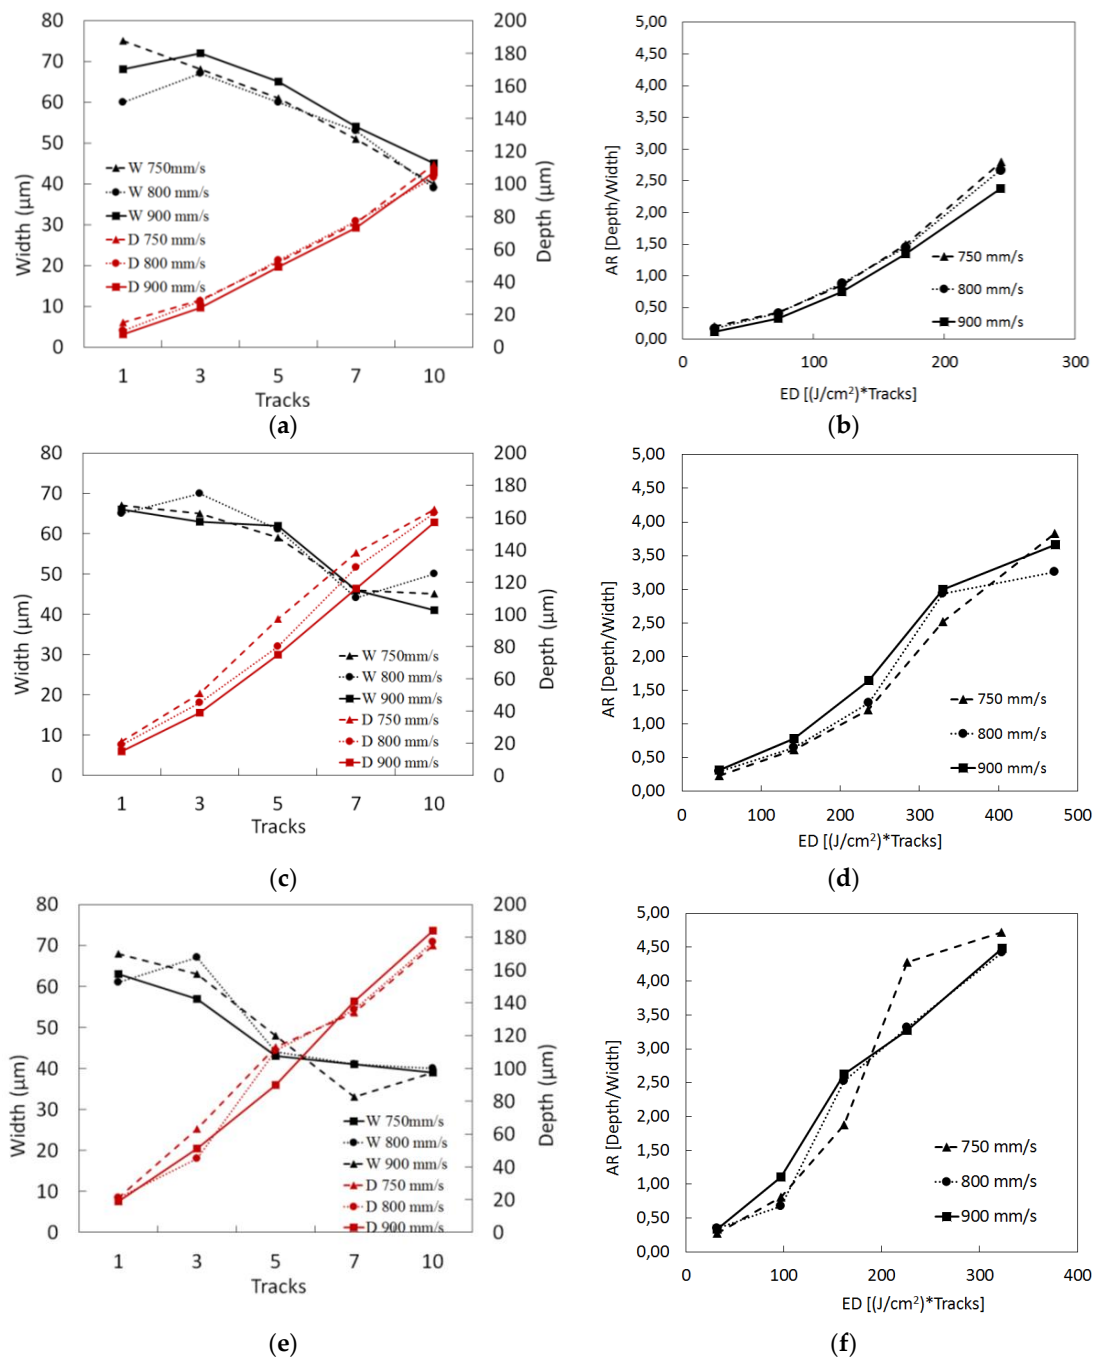 80
70
60
50
40
30
20
10
0
Width (µm)
200
180
160
140
120
100
80
60
40
20
0
Depth (µm)
W 750mm/s
W 800 mm/s
W 900 mm/s
D 750 mm/s
D 800 mm/s
D 900 mm/s
1 3 5 7 10
Tracks
(a)
5,00
4,50
4,00
3,50
3,00
2,50
2,00
1,50
1,00
0,50
0,00
AR [Depth/Width]
750 mm/s
800 mm/s
900 mm/s
0 100 200 300
ED [(J/cm²)*Tracks]
(b)
80
70
60
50
40
30
20
10
0
Width (µm)
200
180
160
140
120
100
80
60
40
20
0
Depth (µm)
W 750mm/s
W 800 mm/s
W 900 mm/s
D 750 mm/s
D 800 mm/s
D 900 mm/s
1 3 5 7 10
Tracks
(c)
5,00
4,50
4,00
3,50
3,00
2,50
2,00
1,50
1,00
0,50
0,00
AR [Depth/Width]
750 mm/s
800 mm/s
900 mm/s
0 100 200 300 400 500
ED [(J/cm²)*Tracks]
(d)
80
70
60
50
40
30
20
10
0
Width (µm)
200
180
160
140
120
100
80
60
40
20
0
Depth (µm)
W 750mm/s
W 800 mm/s
W 900 mm/s
D 750 mm/s
D 800 mm/s
D 900 mm/s
1 3 5 7 10
Tracks
(e)
5,00
4,50
4,00
3,50
3,00
2,50
2,00
1,50
1,00
0,50
0,00
AR [Depth/Width]
750 mm/s
800 mm/s
900 mm/s
0 100 200 300 400
ED [(J/cm²)*Tracks]
(f)